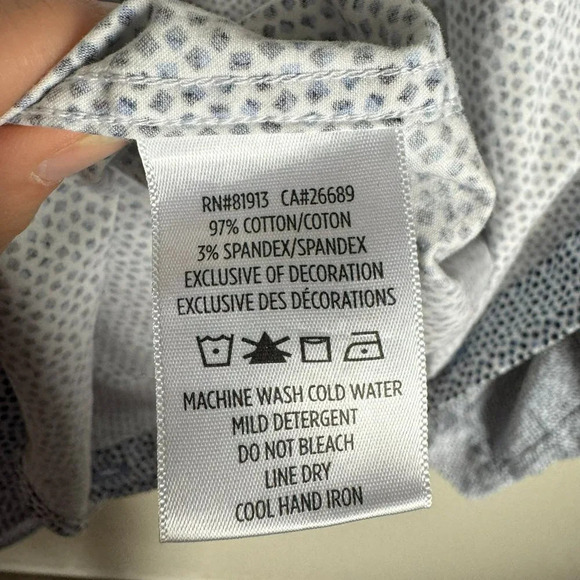 RN#81913 CA#26689
97% COTTON/COTON
3% SPANDEX/SPANDEX
EXCLUSIVE OF DECORATION
EXCLUSIVE DES DÉCORATIONS
MACHINE WASH COLD WATER
MILD DETERGENT
DO NOT BLEACH
LINE DRY
COOL HAND IRON